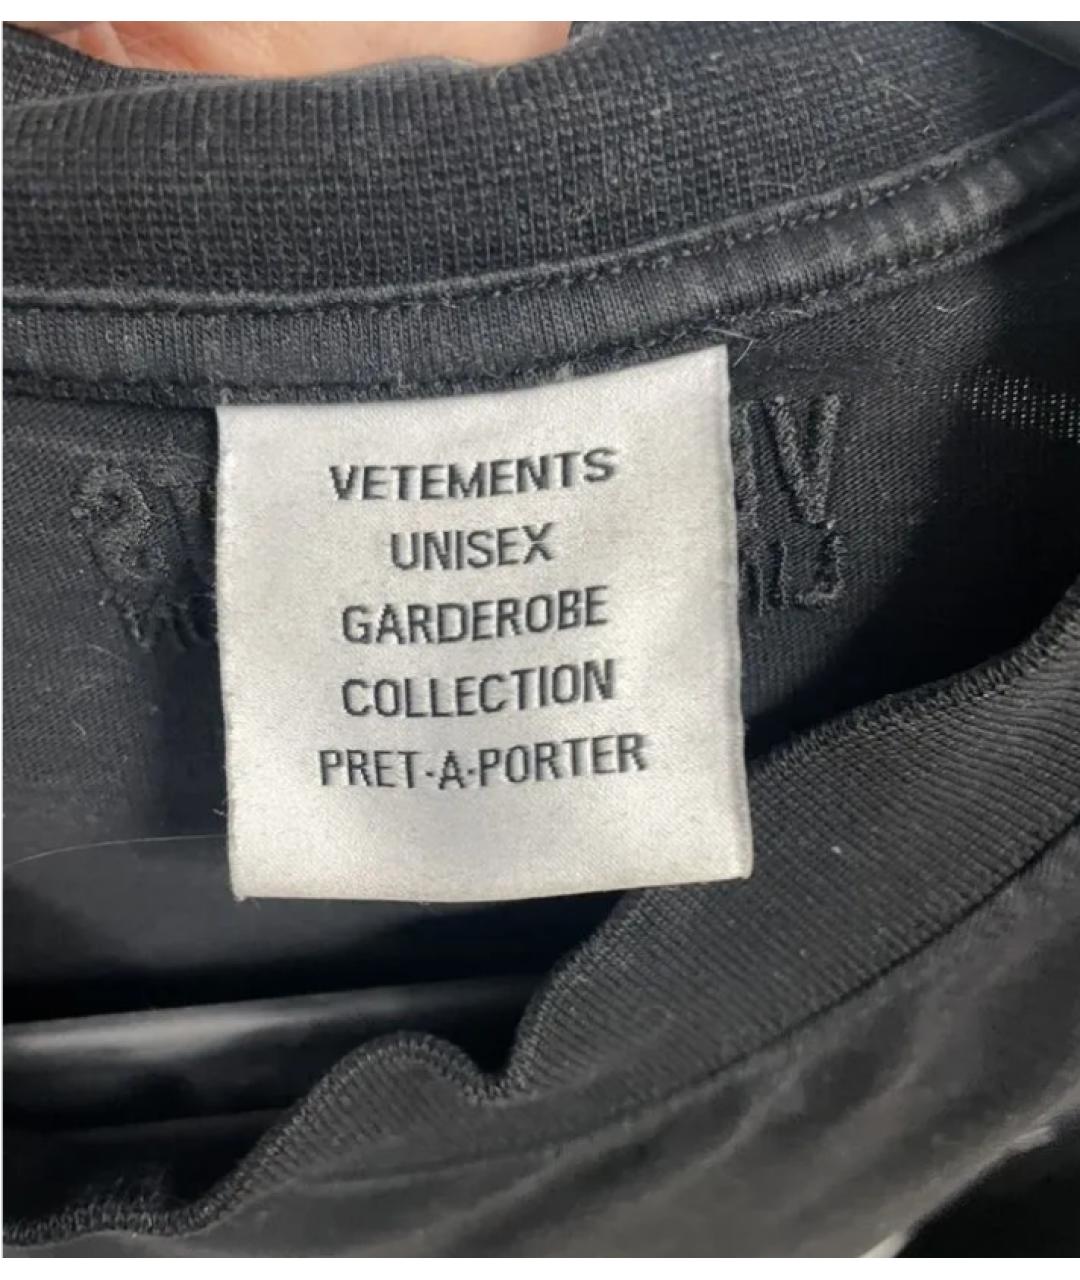 VETEMENTS
UNISEX
GARDEROBE
COLLECTION
PRET-A-PORTER